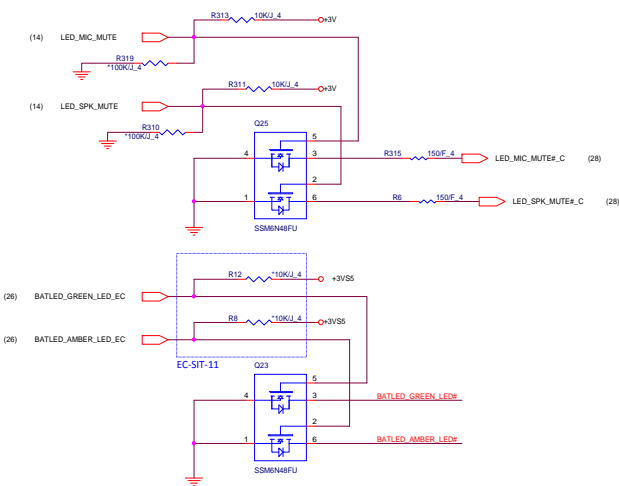 R313 10K/J_4 +3V
(14) LED_MIC_MUTE
R319
*100K/J_4
R311 10K/J_4 +3V
(14) LED_SPK_MUTE
R310
*100K/J_4
Q25
5
4 3 R315 150/F_4 LED_MIC_MUTE#_C (28)
2
1 6 R6 150/F_4 LED_SPK_MUTE#_C (28)
SSM6N48FU
R12 *10K/J_4 +3VS5
(26) BATLED_GREEN_LED_EC
R8 *10K/J_4 +3VS5
(26) BATLED_AMBER_LED_EC
EC-SIT-11 Q23
5
4 3 BATLED_GREEN_LED#
2
1 6 BATLED_AMBER_LED#
SSM6N48FU